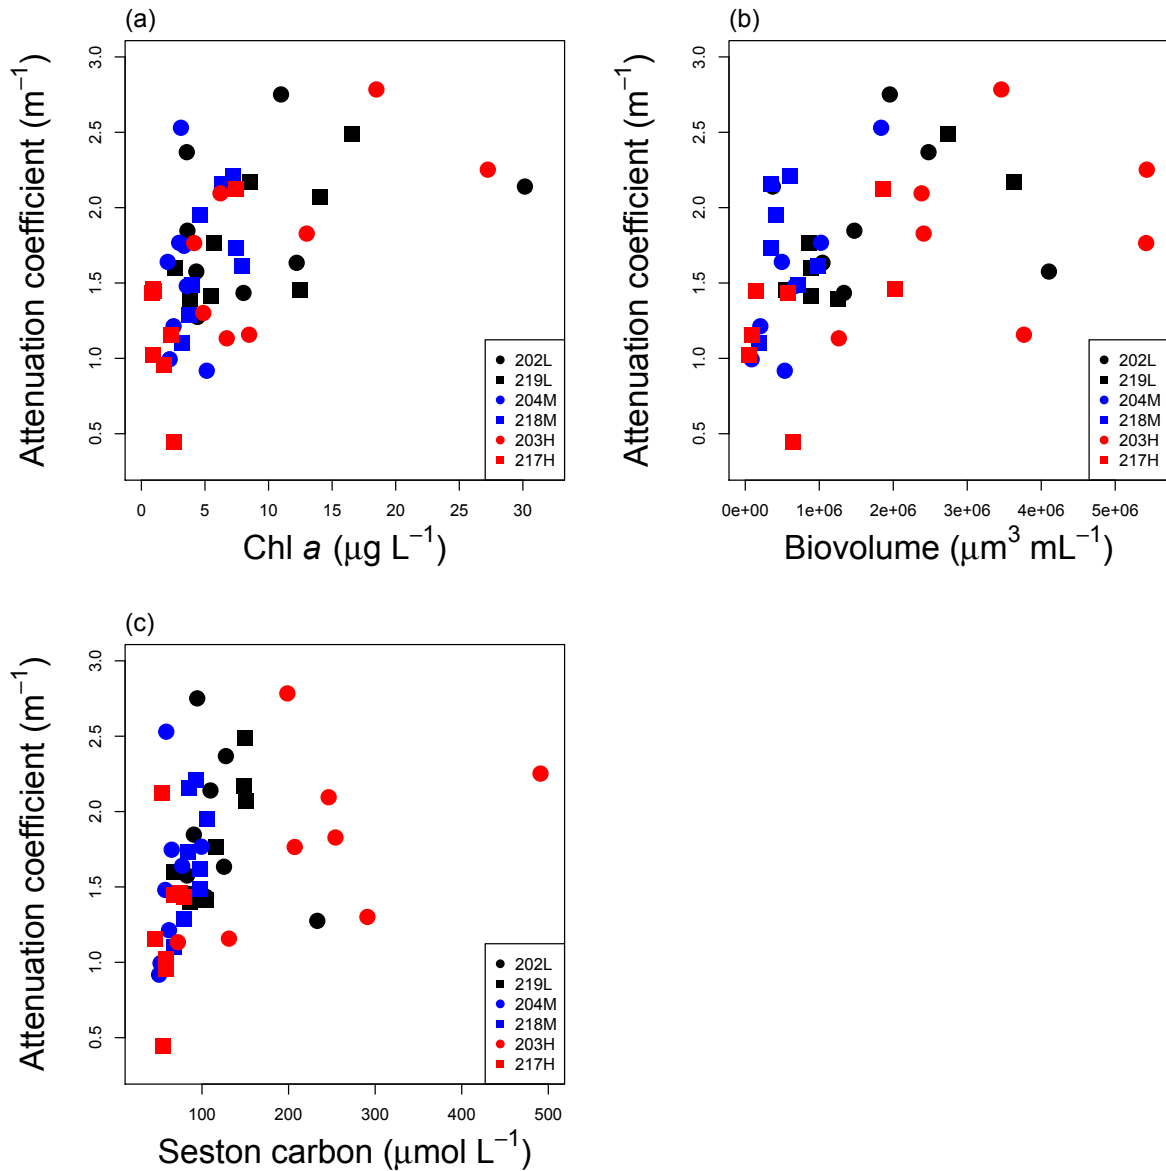 (a)
Attenuation coefficient (m⁻¹)
3.0
2.5
2.0
1.5
1.0
0.5
202L
219L
204M
218M
203H
217H
0 5 10 15 20 25 30
Chl a (μg L⁻¹)
(b)
Attenuation coefficient (m⁻¹)
3.0
2.5
2.0
1.5
1.0
0.5
202L
219L
204M
218M
203H
217H
0e+00 1e+06 2e+06 3e+06 4e+06 5e+06
Biovolume (μm³ mL⁻¹)
(c)
Attenuation coefficient (m⁻¹)
3.0
2.5
2.0
1.5
1.0
0.5
202L
219L
204M
218M
203H
217H
100 200 300 400 500
Seston carbon (μmol L⁻¹)